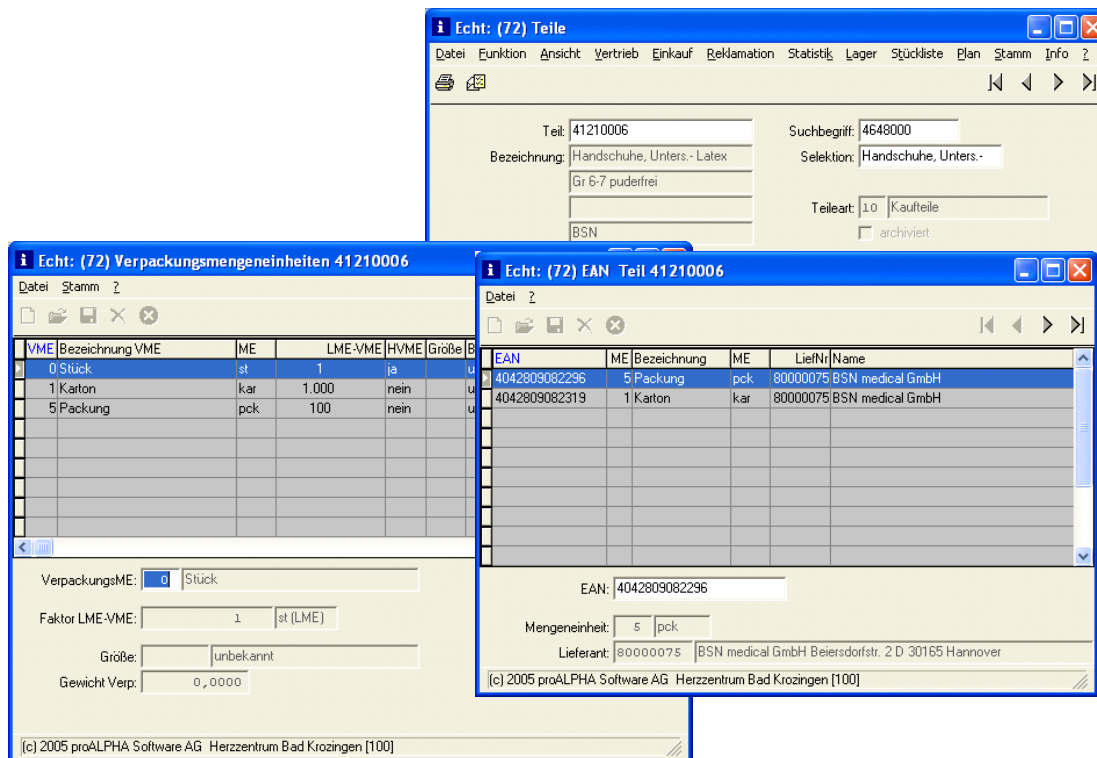 Echt: (72) Teile
Datei Funktion Ansicht Vertrieb Einkauf Reklamation Statistik Lager Stückliste Plan Stamm Info ?
Teil: 41210006 Suchbegriff: 4648000
Bezeichnung: Handschuhe, Unters.- Latex Selektion: Handschuhe, Unters.-
Gr 6-7 puderfrei
Teileart: 10 Kaufteile
BSN archiviert
Echt: (72) Verpackungsmengeneinheiten 41210006
Datei Stamm ?
VME Bezeichnung VME ME LME-VME HVME Größe B
0 Stück st 1 ja u
1 Karton kar 1.000 nein u
5 Packung pck 100 nein u
VerpackungsME: 0 Stück
Faktor LME-VME: 1 st (LME)
Größe: unbekannt
Gewicht Verp: 0,0000
(c) 2005 proALPHA Software AG Herzzentrum Bad Krozingen [100]
Echt: (72) EAN Teil 41210006
Datei ?
EAN ME Bezeichnung ME LiefNr Name
4042809082296 5 Packung pck 80000075 BSN medical GmbH
4042809082319 1 Karton kar 80000075 BSN medical GmbH
EAN: 4042809082296
Mengeneinheit: 5 pck
Lieferant: 80000075 BSN medical GmbH Beiersdorfstr. 2 D 30165 Hannover
(c) 2005 proALPHA Software AG Herzzentrum Bad Krozingen [100]